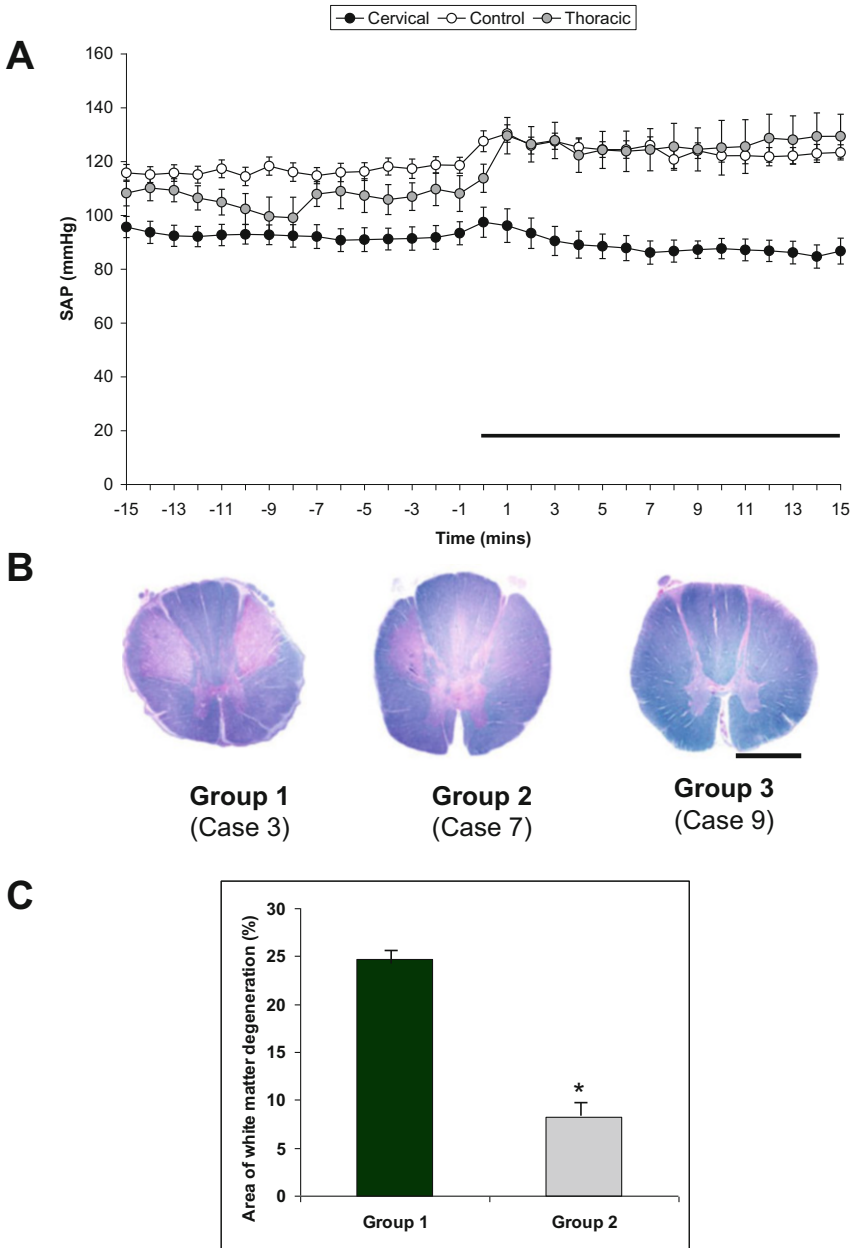 Cervical Control Thoracic
A
160
140
120
100
80
60
40
20
0
SAP (mmHg)
-15 -13 -11 -9 -7 -5 -3 -1 1 3 5 7 9 11 13 15
Time (mins)
B
Group 1 Group 2 Group 3
(Case 3) (Case 7) (Case 9)
C
30
25
20
15
10
5
0
Area of white matter degeneration (%)
*
Group 1 Group 2